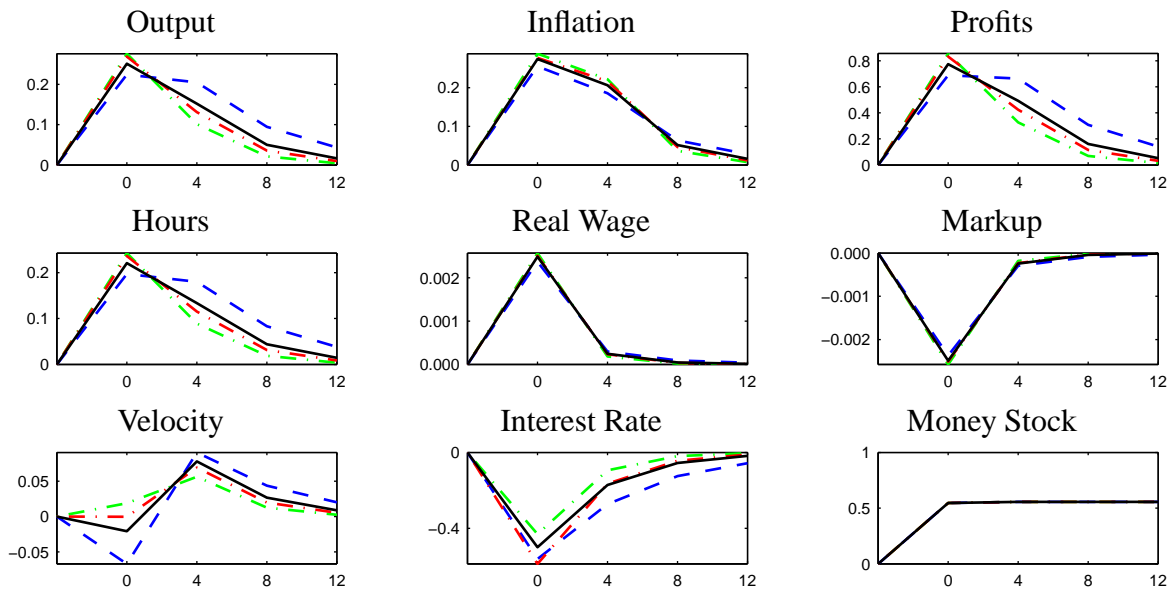 Output Inflation Profits
0.2 0.2 0.8
0.6
0.1 0.1 0.4
0.2
0 0 0
0 4 8 12 0 4 8 12 0 4 8 12
Hours Real Wage Markup
0.2 0.002 0.000
0.1 0.001 −0.001
−0.002
0 0.000
0 4 8 12 0 4 8 12 0 4 8 12
Velocity Interest Rate Money Stock
0 1
0.05
0 0.5
−0.4
−0.05
0
0 4 8 12 0 4 8 12 0 4 8 12